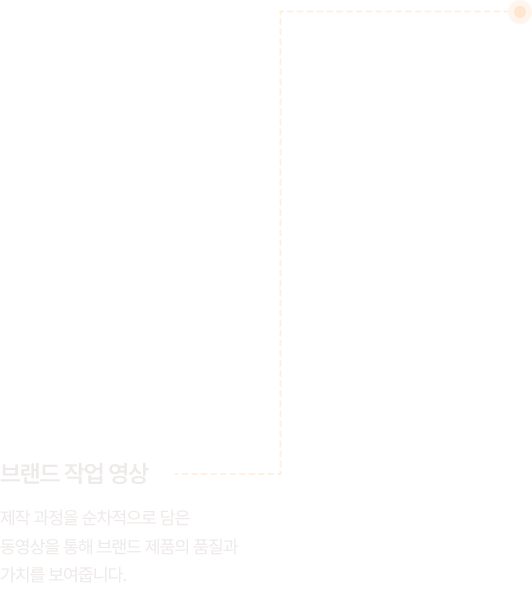 브랜드 작업 영상
제작 과정을 순차적으로 담은
동영상을 통해 브랜드 제품의 품질과
가치를 보여줍니다.